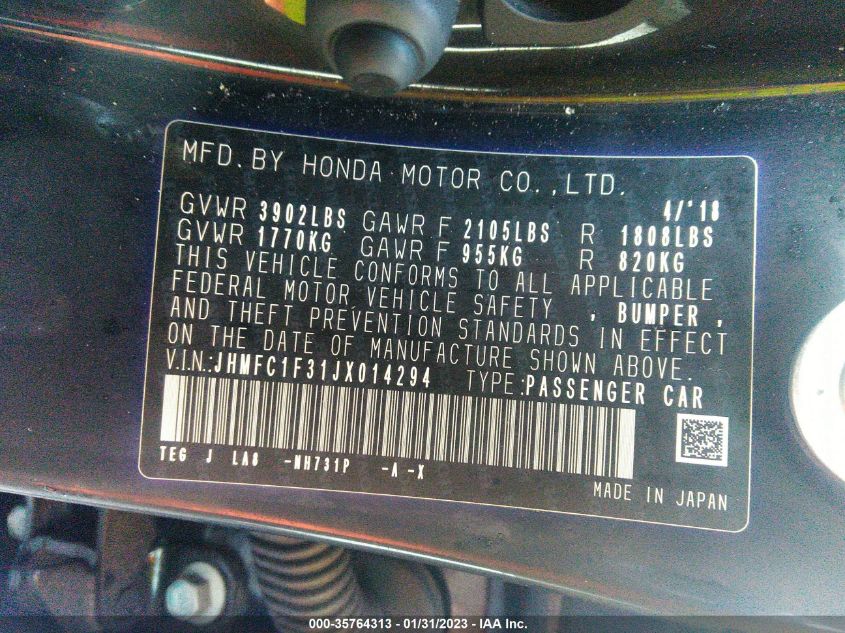 MFD. BY HONDA MOTOR CO.,LTD.
4/'18
GVWR 3902LBS GAWR F 2105LBS R 1808LBS
GVWR 1770KG GAWR F 955KG R 820KG
THIS VEHICLE CONFORMS TO ALL APPLICABLE
FEDERAL MOTOR VEHICLE SAFETY , BUMPER ,
AND THEFT PREVENTION STANDARDS IN EFFECT
ON THE DATE OF MANUFACTURE SHOWN ABOVE.
V.I.N.:JHMFC1F31JX014294 TYPE:PASSENGER CAR
TEG J LA8 -NH731P -A -X
MADE IN JAPAN
000-35764313 - 01/31/2023 - IAA Inc.